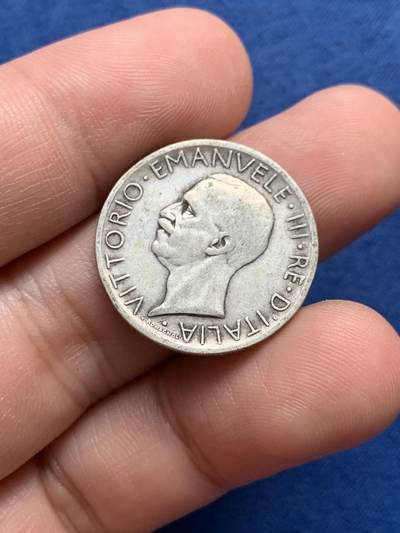 VITTORIO · EMANVELE · III · RE · D'ITALIA